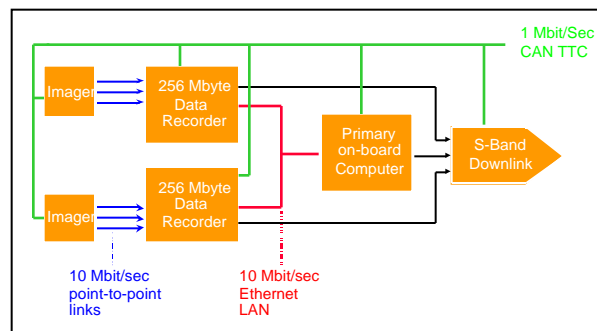 1 Mbit/Sec
CAN TTC
Imager
256 Mbyte
Data
Recorder
Primary
on-board
Computer
S-Band
Downlink
Imager
256 Mbyte
Data
Recorder
10 Mbit/sec
point-to-point
links
10 Mbit/sec
Ethernet
LAN